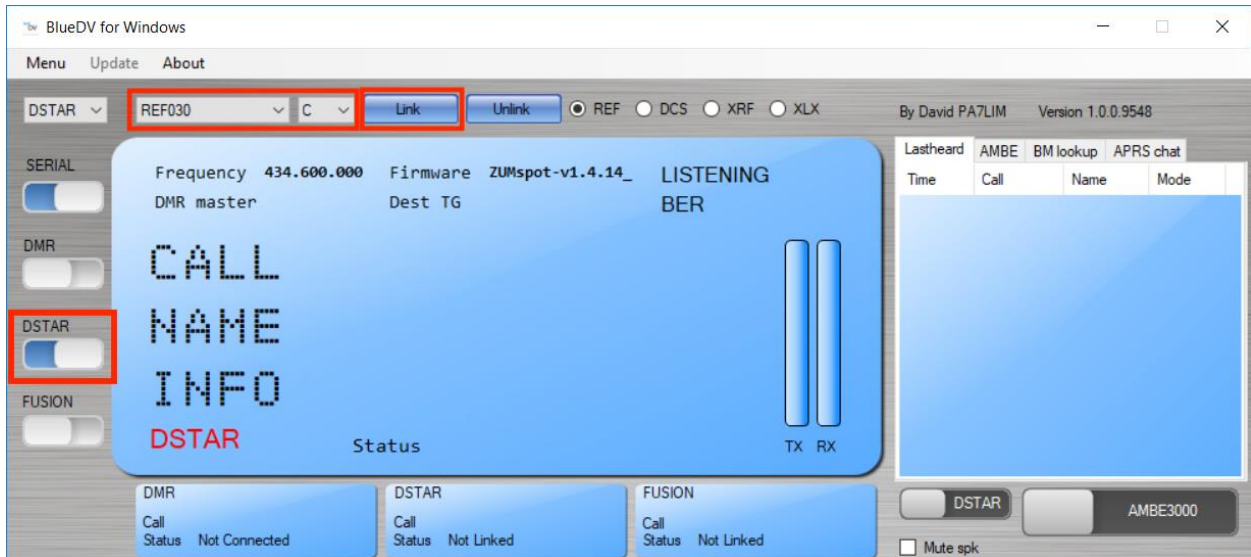 BlueDV for Windows
Menu Update About
DSTAR REF030 C Link Unlink REF DCS XRF XLX By David PA7LIM Version 1.0.0.9548
Lastheard AMBE BM lookup APRS chat
Time Call Name Mode
SERIAL
DMR
DSTAR
FUSION
Frequency 434.600.000 Firmware ZUMspot-v1.4.14_ LISTENING
DMR master Dest TG BER
CALL
NAME
INFO
DSTAR Status TX RX
DMR
Call
Status Not Connected
DSTAR
Call
Status Not Linked
FUSION
Call
Status Not Linked
DSTAR AMBE3000
Mute spk